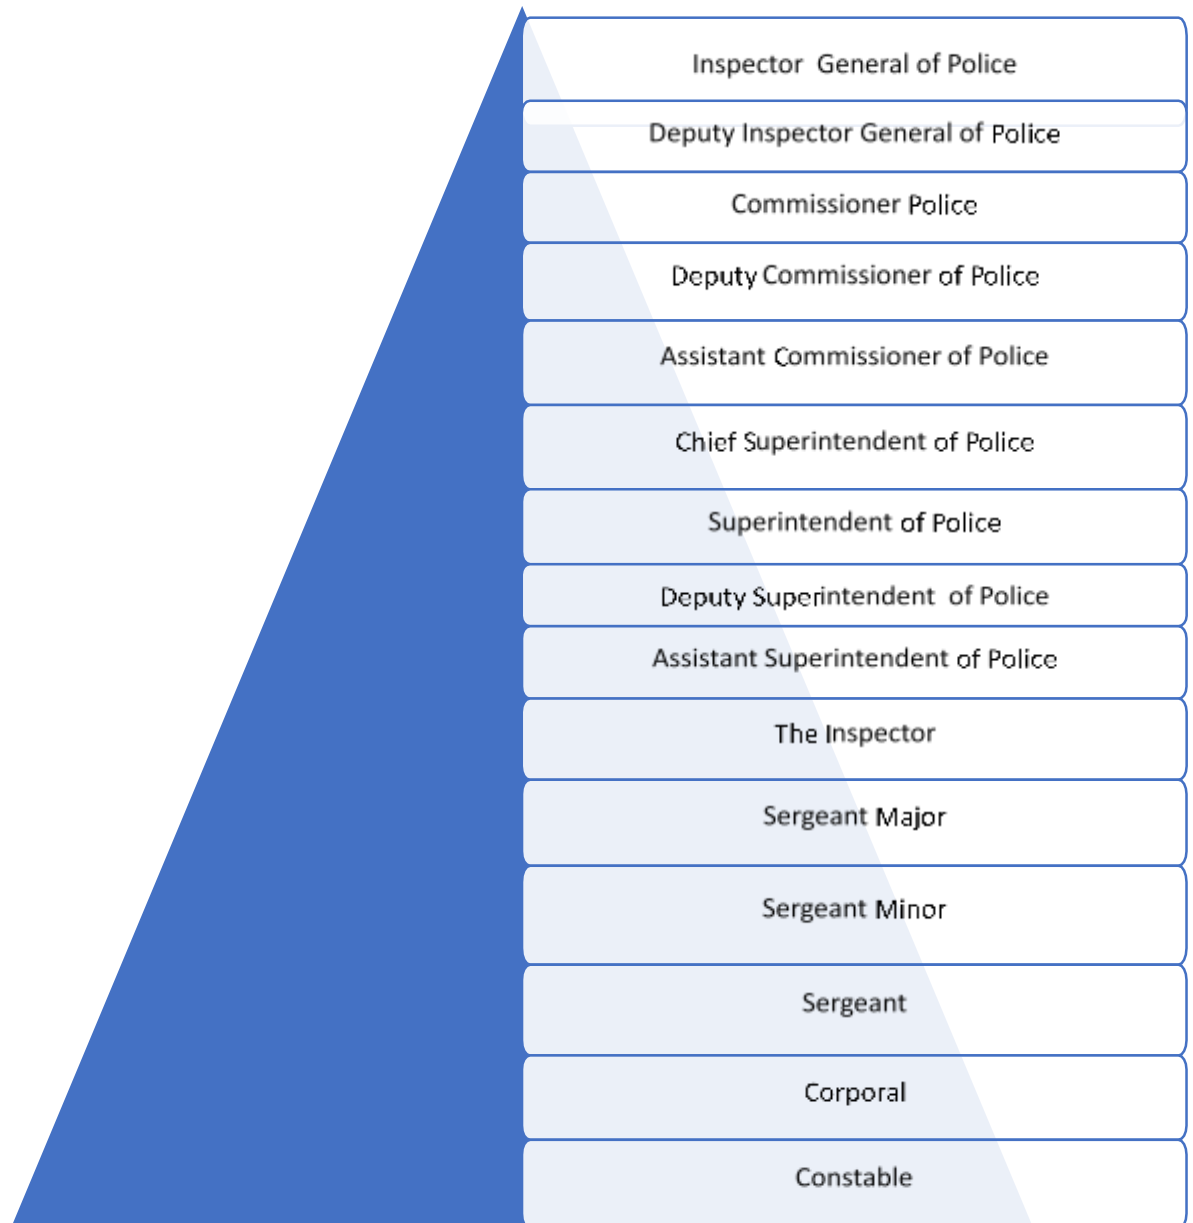 Inspector General of Police
Deputy Inspector General of Police
Commissioner Police
Deputy Commissioner of Police
Assistant Commissioner of Police
Chief Superintendent of Police
Superintendent of Police
Deputy Superintendent of Police
Assistant Superintendent of Police
The Inspector
Sergeant Major
Sergeant Minor
Sergeant
Corporal
Constable